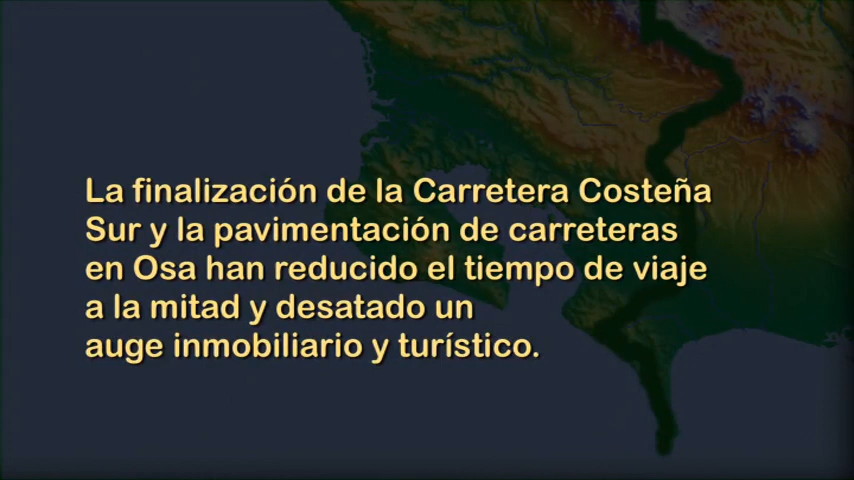 La finalización de la Carretera Costeña
Sur y la pavimentación de carreteras
en Osa han reducido el tiempo de viaje
a la mitad y desatado un
auge inmobiliario y turístico.